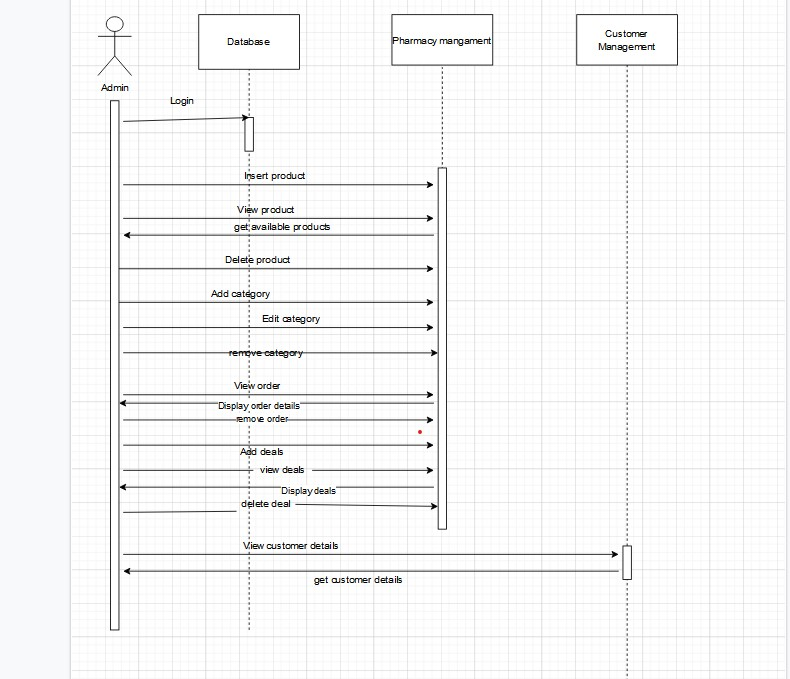 Database
Pharmacy mangament
Customer
Management
Admin
Login
Insert product
View product
get available products
Delete product
Add category
Edit category
remove category
View order
Display order details
remove order
Add deals
view deals
Display deals
delete deal
View customer details
get customer details